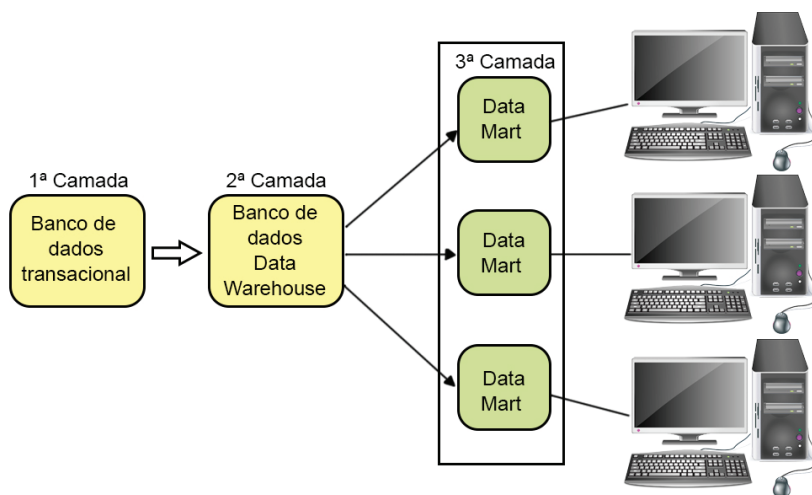 1ª Camada
Banco de
dados
transacional
2ª Camada
Banco de
dados
Data
Warehouse
3ª Camada
Data
Mart
Data
Mart
Data
Mart